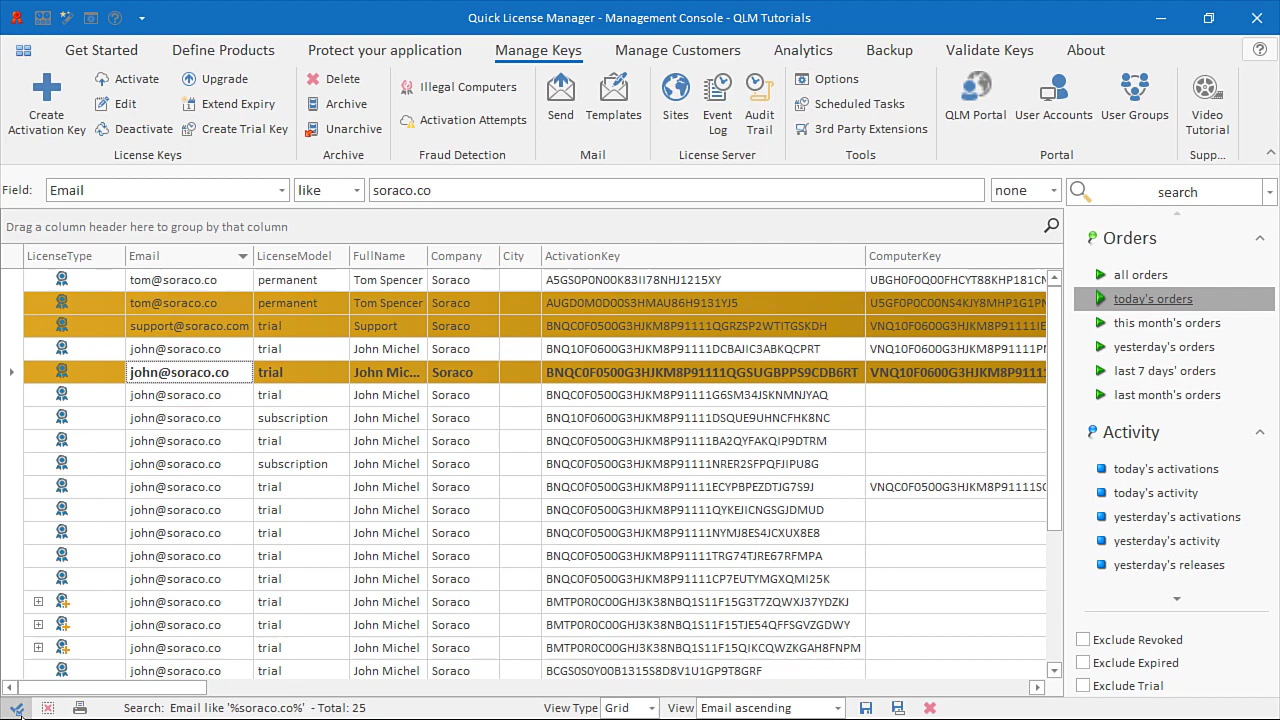 Quick License Manager - Management Console - QLM Tutorials
Get Started Define Products Protect your application Manage Keys Manage Customers Analytics Backup Validate Keys About
Create Activation Key Activate Edit Deactivate Upgrade Extend Expiry Create Trial Key
Delete Archive Unarchive
Illegal Computers Activation Attempts
Send Templates
Sites Event Log Audit Trail
Options Scheduled Tasks 3rd Party Extensions
QLM Portal User Accounts User Groups
Video Tutorial
License Keys Archive Fraud Detection Mail License Server Tools Portal Supp...
Field: Email like soraco.co none search
Drag a column header here to group by that column
LicenseType Email LicenseModel FullName Company City ActivationKey ComputerKey
tom@soraco.co permanent Tom Spencer Soraco A5GS0P0N00K83II78NHJ1215XY UBGH0F0Q00FHCYT88KHP181CN
tom@soraco.co permanent Tom Spencer Soraco AUGD0M0D00S3HMAU86H9131YJ5 U5GF0P0C00NS4KJY8MHP1G1PN
support@soraco.com trial Support Soraco BNQC0F0500G3HJKM8P91111QGRZSP2WTITGSKDH VNQ10F0600G3HJKM8P91111IE
john@soraco.co trial John Michel Soraco BNQ10F0600G3HJKM8P91111DCBAJIC3ABKQCPRT VNQ10F0600G3HJKM8P91111PN
john@soraco.co trial John Mic... Soraco BNQC0F0500G3HJKM8P91111QGSUGBPPS9CDB6RT VNQ10F0600G3HJKM8P91111
john@soraco.co trial John Michel Soraco BNQC0F0500G3HJKM8P91111G6SM34JSKNMNJYAQ
john@soraco.co subscription John Michel Soraco BNQ10F0600G3HJKM8P91111DSQUE9UHNCFHK8NC
john@soraco.co trial John Michel Soraco BNQC0F0500G3HJKM8P91111BA2QYFAKQIP9DTRM
john@soraco.co subscription John Michel Soraco BNQC0F0500G3HJKM8P91111NRER2SFPQFJIPU8G
john@soraco.co trial John Michel Soraco BNQC0F0500G3HJKM8P91111ECYPBPEZDTJG7S9J VNQC0F0500G3HJKM8P91111SC
john@soraco.co trial John Michel Soraco BNQC0F0500G3HJKM8P91111QYKEJICNGSGJDMUD
john@soraco.co trial John Michel Soraco BNQC0F0500G3HJKM8P91111NYMJ8ES4JCXUX8E8
john@soraco.co trial John Michel Soraco BNQC0F0500G3HJKM8P91111TRG74TJRE67RFMPA
john@soraco.co trial John Michel Soraco BNQC0F0500G3HJKM8P91111CP7EUTYMGXQMI25K
john@soraco.co trial John Michel Soraco BMTP0R0C00GHJ3K38NBQ1S11F15G3T7ZQWXJ37YDZKJ
john@soraco.co trial John Michel Soraco BMTP0R0C00GHJ3K38NBQ1S11F15TJE54QFFSGVZGDWY
john@soraco.co trial John Michel Soraco BMTP0R0C00GHJ3K38NBQ1S11F15QIKCQWZKGAH8FNPM
john@soraco.co trial John Michel Soraco BCGS0S0Y00B1315S8D8V1U1GP9T8GRF
Orders
all orders
today's orders
this month's orders
yesterday's orders
last 7 days' orders
last month's orders
Activity
today's activations
today's activity
yesterday's activations
yesterday's activity
yesterday's releases
Exclude Revoked
Exclude Expired
Exclude Trial
Search: Email like '%soraco.co%' - Total: 25 View Type Grid View Email ascending